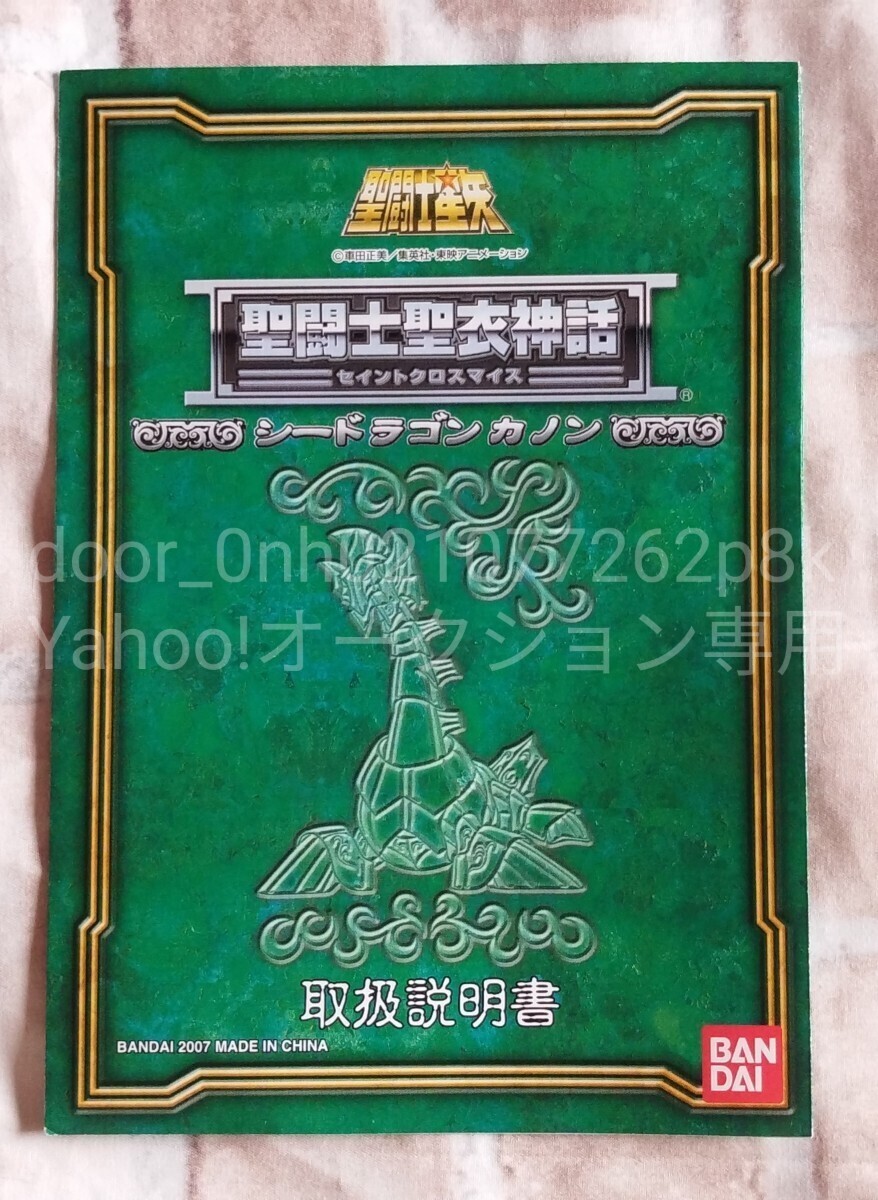 聖闘士星矢
©車田正美／集英社・東映アニメーション
聖闘士聖衣神話
セイントクロスマイス
®
シードラゴン カノン
Yahoo!オークション専用
取扱説明書
BANDAI 2007 MADE IN CHINA
BAN
DAI